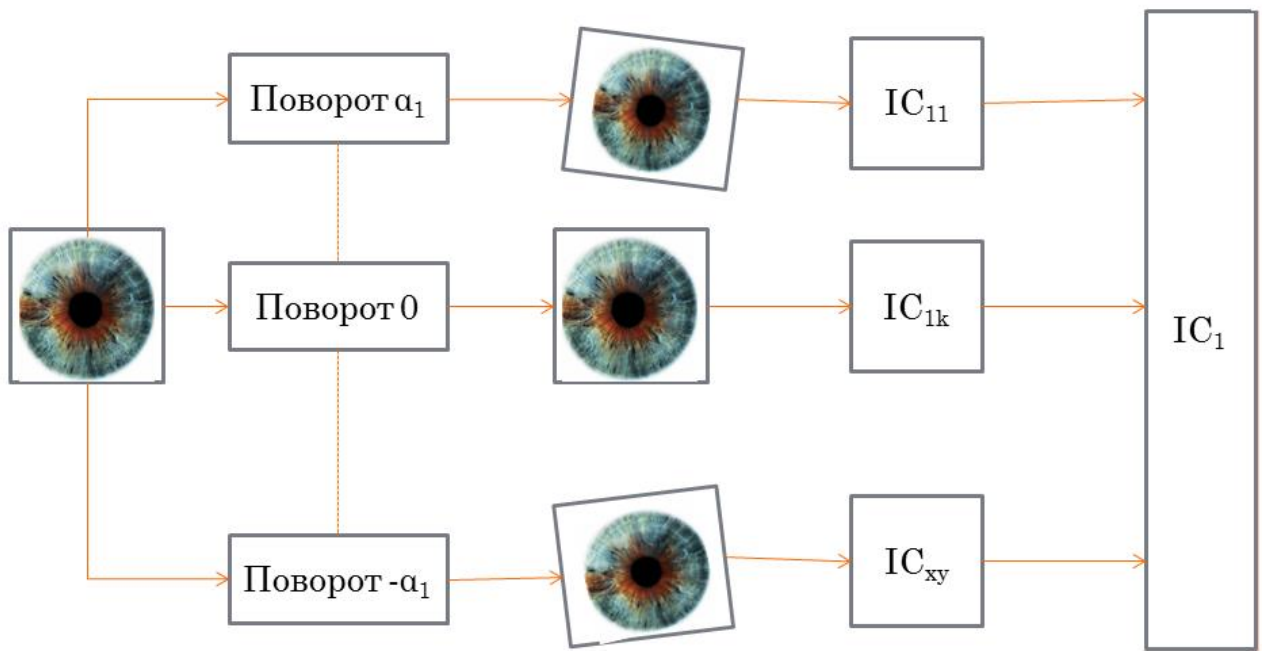 Поворот α₁
IC₁₁
Поворот 0
IC₁ₖ
IC₁
Поворот -α₁
ICxy